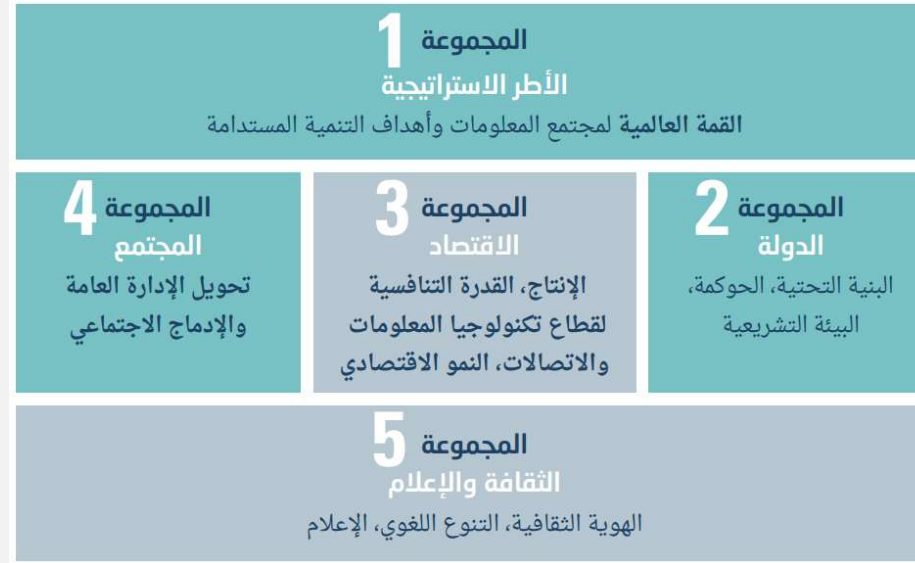 المجموعة 1
الأطر الاستراتيجية
القمة العالمية لمجتمع المعلومات وأهداف التنمية المستدامة
المجموعة 2
الدولة
البنية التحتية، الحوكمة،
البيئة التشريعية
المجموعة 3
الاقتصاد
الإنتاج، القدرة التنافسية
لقطاع تكنولوجيا المعلومات
والاتصالات، النمو الاقتصادي
المجموعة 4
المجتمع
تحويل الإدارة العامة
والإدماج الاجتماعي
المجموعة 5
الثقافة والإعلام
الهوية الثقافية، التنوع اللغوي، الإعلام